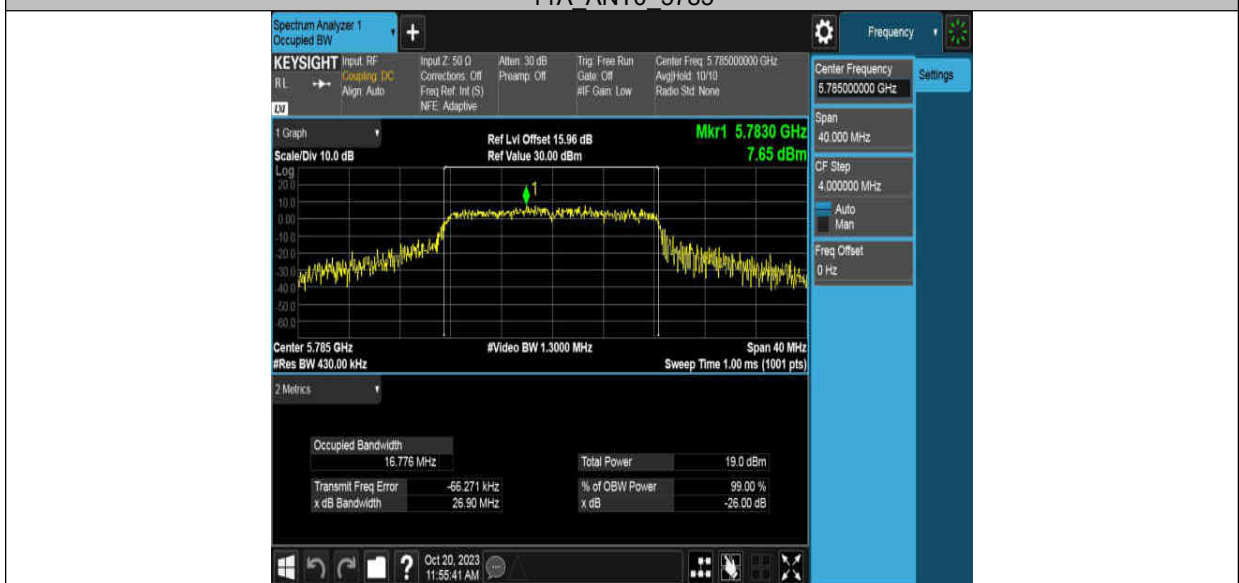 11A_ANT0_5785
Spectrum Analyzer 1
Occupied BW
+
Frequency
KEYSIGHT
RL
LXI
Input: RF
Coupling: DC
Align: Auto
Input Z: 50 Ω
Corrections: Off
Freq Ref: Int (S)
NFE: Adaptive
Atten: 30 dB
Preamp: Off
Trig: Free Run
Gate: Off
#IF Gain: Low
Center Freq: 5.785000000 GHz
Avg|Hold: 10/10
Radio Std: None
Center Frequency
5.785000000 GHz
Settings
Span
40.000 MHz
CF Step
4.000000 MHz
Auto
Man
Freq Offset
0 Hz
1 Graph
Scale/Div 10.0 dB
Ref Lvl Offset 15.96 dB
Ref Value 30.00 dBm
Mkr1 5.7830 GHz
7.65 dBm
Log
20.0
10.0
0.00
-10.0
-20.0
-30.0
-40.0
-50.0
-60.0
1
Center 5.785 GHz
#Video BW 1.3000 MHz
Span 40 MHz
#Res BW 430.00 kHz
Sweep Time 1.00 ms (1001 pts)
2 Metrics
Occupied Bandwidth
16.776 MHz
Total Power 19.0 dBm
Transmit Freq Error -66.271 kHz
% of OBW Power 99.00 %
x dB Bandwidth 26.90 MHz
x dB -26.00 dB
?
Oct 20, 2023
11:55:41 AM